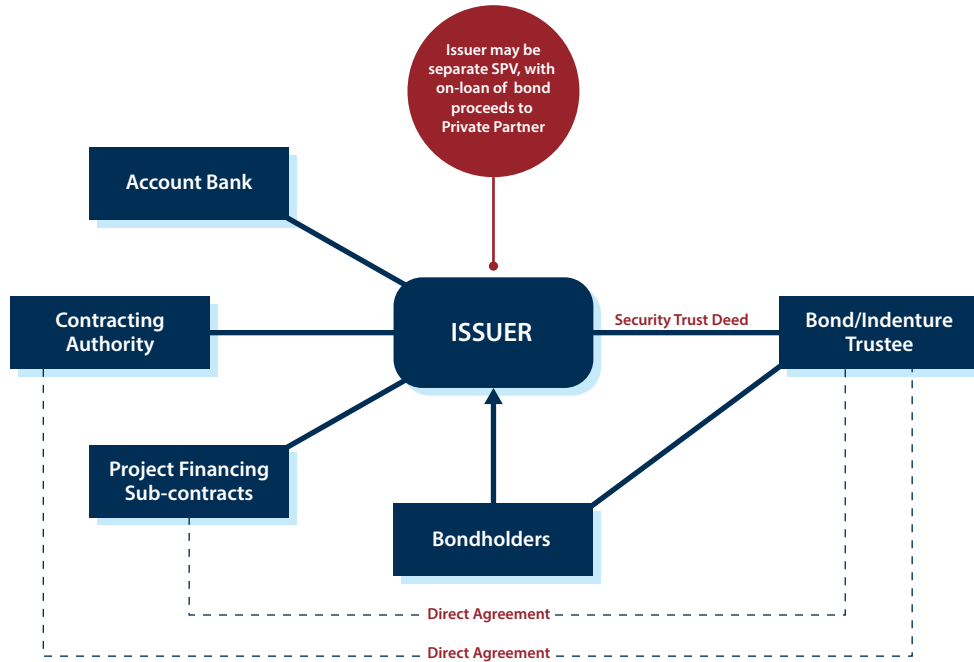 Issuer may be
separate SPV, with
on-loan of bond
proceeds to
Private Partner
Account Bank
Contracting
Authority
ISSUER
Security Trust Deed
Bond/Indenture
Trustee
Project Financing
Sub-contracts
Bondholders
Direct Agreement
Direct Agreement